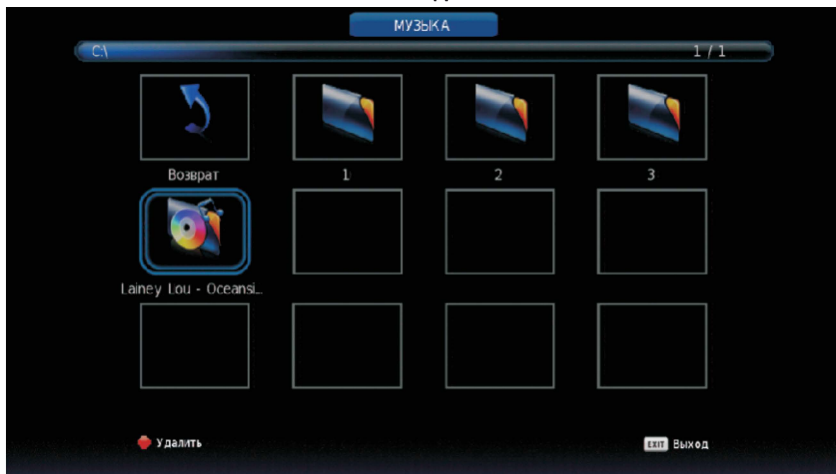 МУЗЫКА
C:\ 1 / 1
Возврат 1 2 3
Lainey Lou - Oceansi...
Удалить EXIT Выход